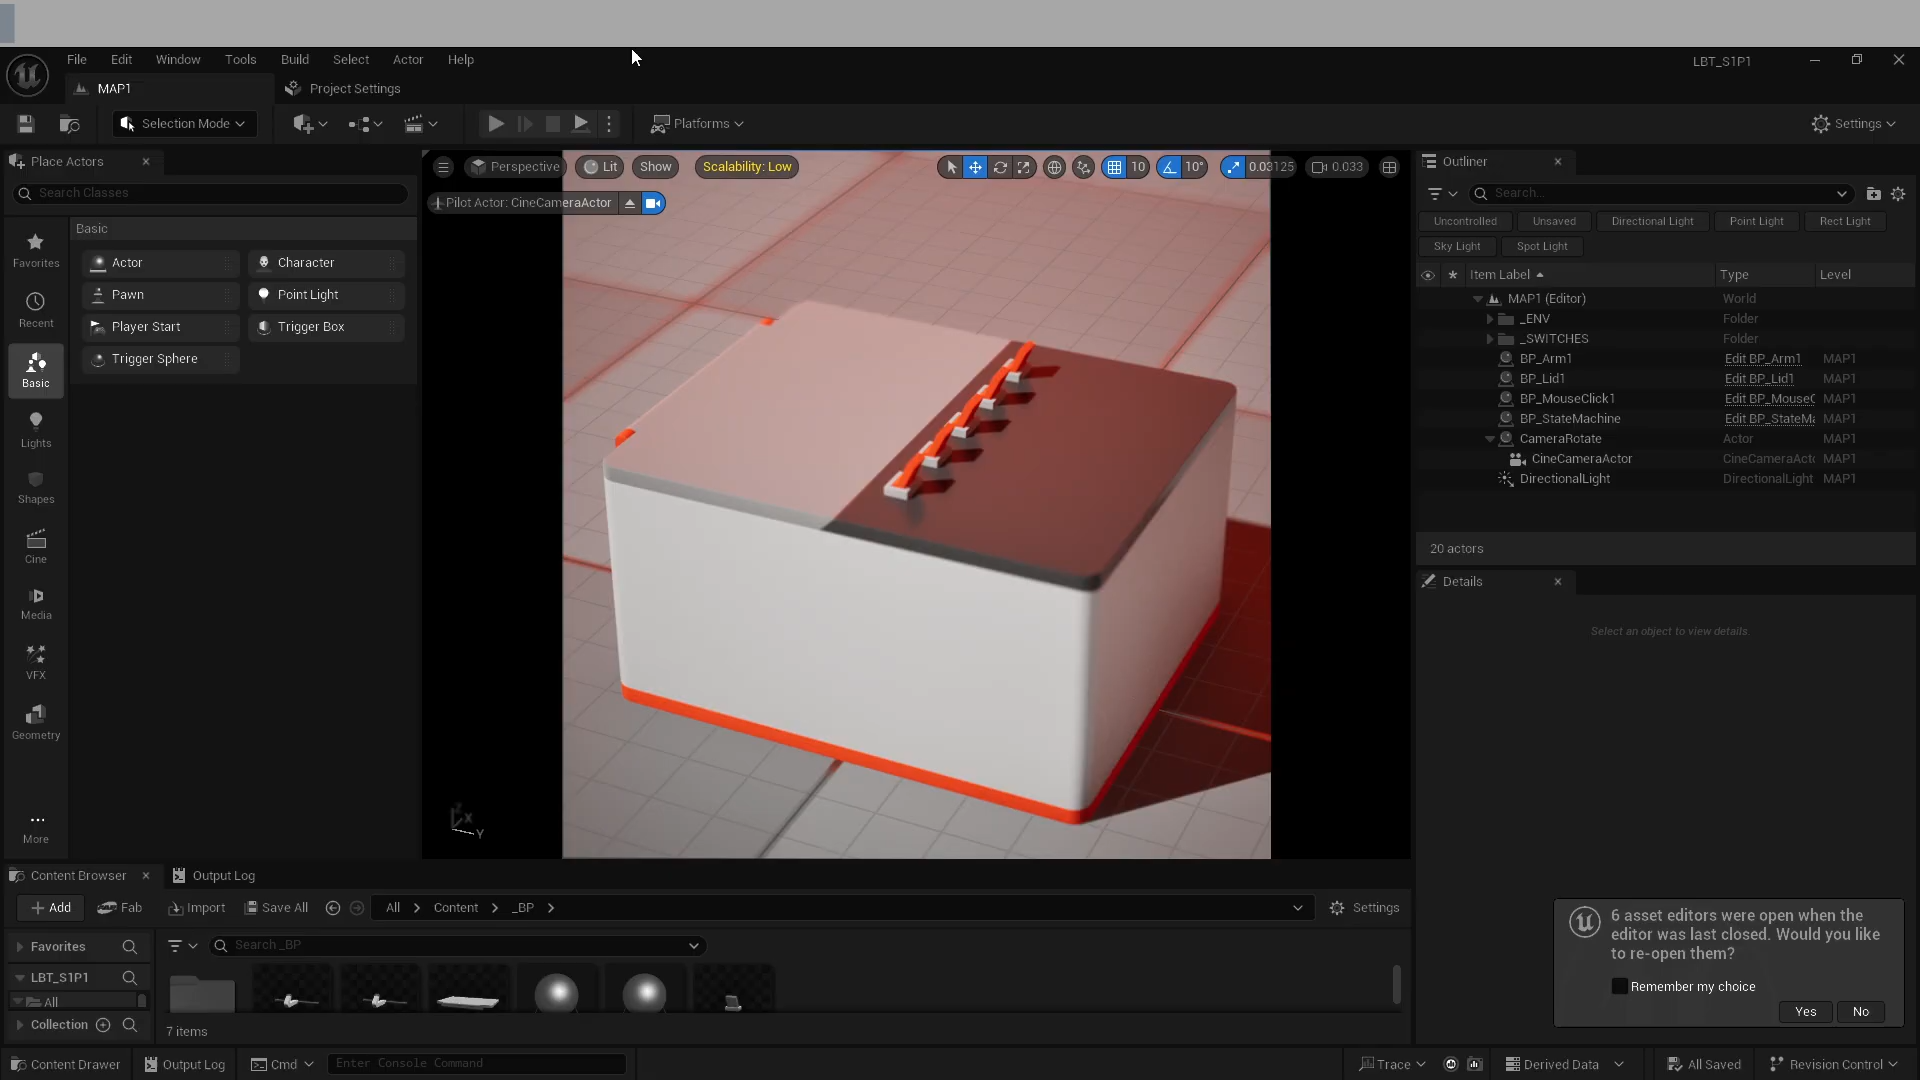 File Edit Window Tools Build Select Actor Help
LBT_S1P1
MAP1
Project Settings
Selection Mode
Platforms
Settings
Place Actors
Search Classes
Basic
Favorites
Recent
Basic
Lights
Shapes
Cine
Media
VFX
Geometry
More
Actor
Character
Pawn
Point Light
Player Start
Trigger Box
Trigger Sphere
Perspective
Lit
Show
Scalability: Low
10
10°
0.03125
0.033
Pilot Actor: CineCameraActor
X
Y
Outliner
Search...
Uncontrolled Unsaved Directional Light Point Light Rect Light
Sky Light Spot Light
Item Label Type Level
MAP1 (Editor) World
_ENV Folder
_SWITCHES Folder
BP_Arm1 Edit BP_Arm1 MAP1
BP_Lid1 Edit BP_Lid1 MAP1
BP_MouseClick1 Edit BP_MouseC MAP1
BP_StateMachine Edit BP_StateMa MAP1
CameraRotate Actor MAP1
CineCameraActor CineCameraActo MAP1
DirectionalLight DirectionalLight MAP1
20 actors
Details
Select an object to view details.
Content Browser
Output Log
Add
Fab
Import
Save All
All
Content
_BP
Settings
Favorites
Search _BP
LBT_S1P1
All
Collection
7 items
6 asset editors were open when the
editor was last closed. Would you like
to re-open them?
Remember my choice
Yes
No
Content Drawer
Output Log
Cmd
Enter Console Command
Trace
Derived Data
All Saved
Revision Control